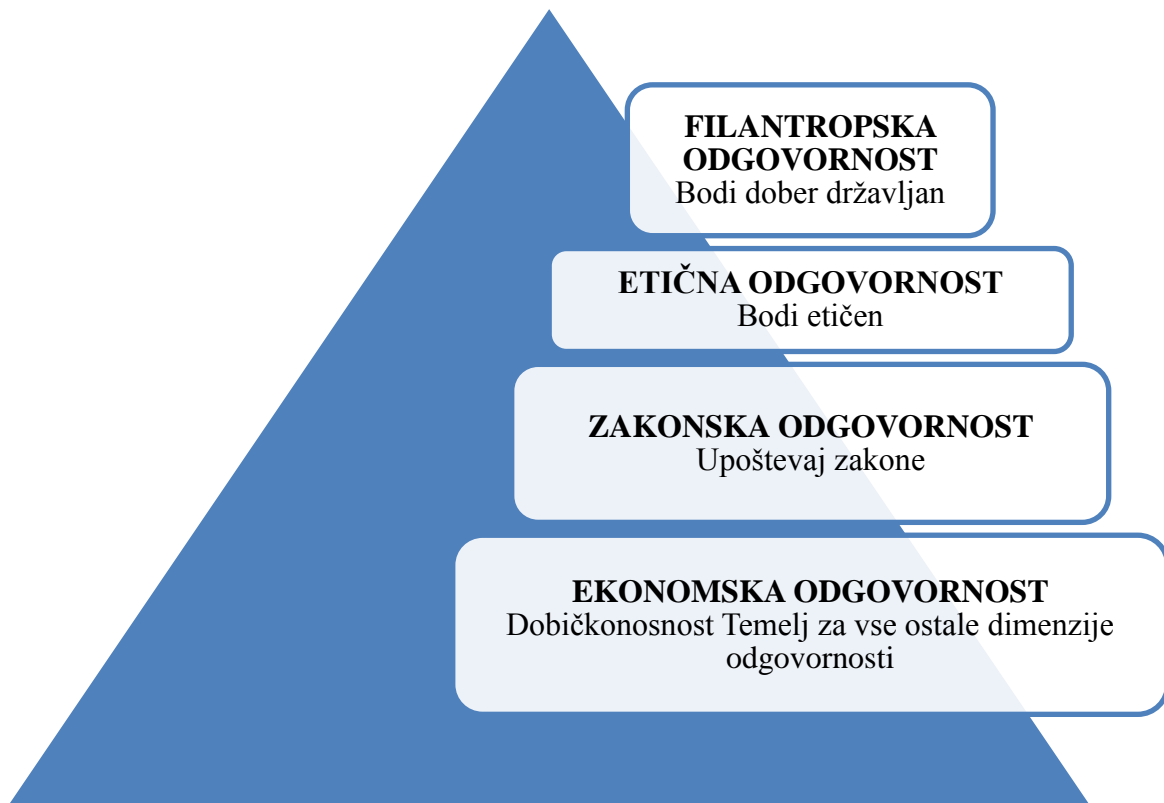 FILANTROPSKA
ODGOVORNOST
Bodi dober državljan
ETIČNA ODGOVORNOST
Bodi etičen
ZAKONSKA ODGOVORNOST
Upoštevaj zakone
EKONOMSKA ODGOVORNOST
Dobičkonosnost Temelj za vse ostale dimenzije
odgovornosti